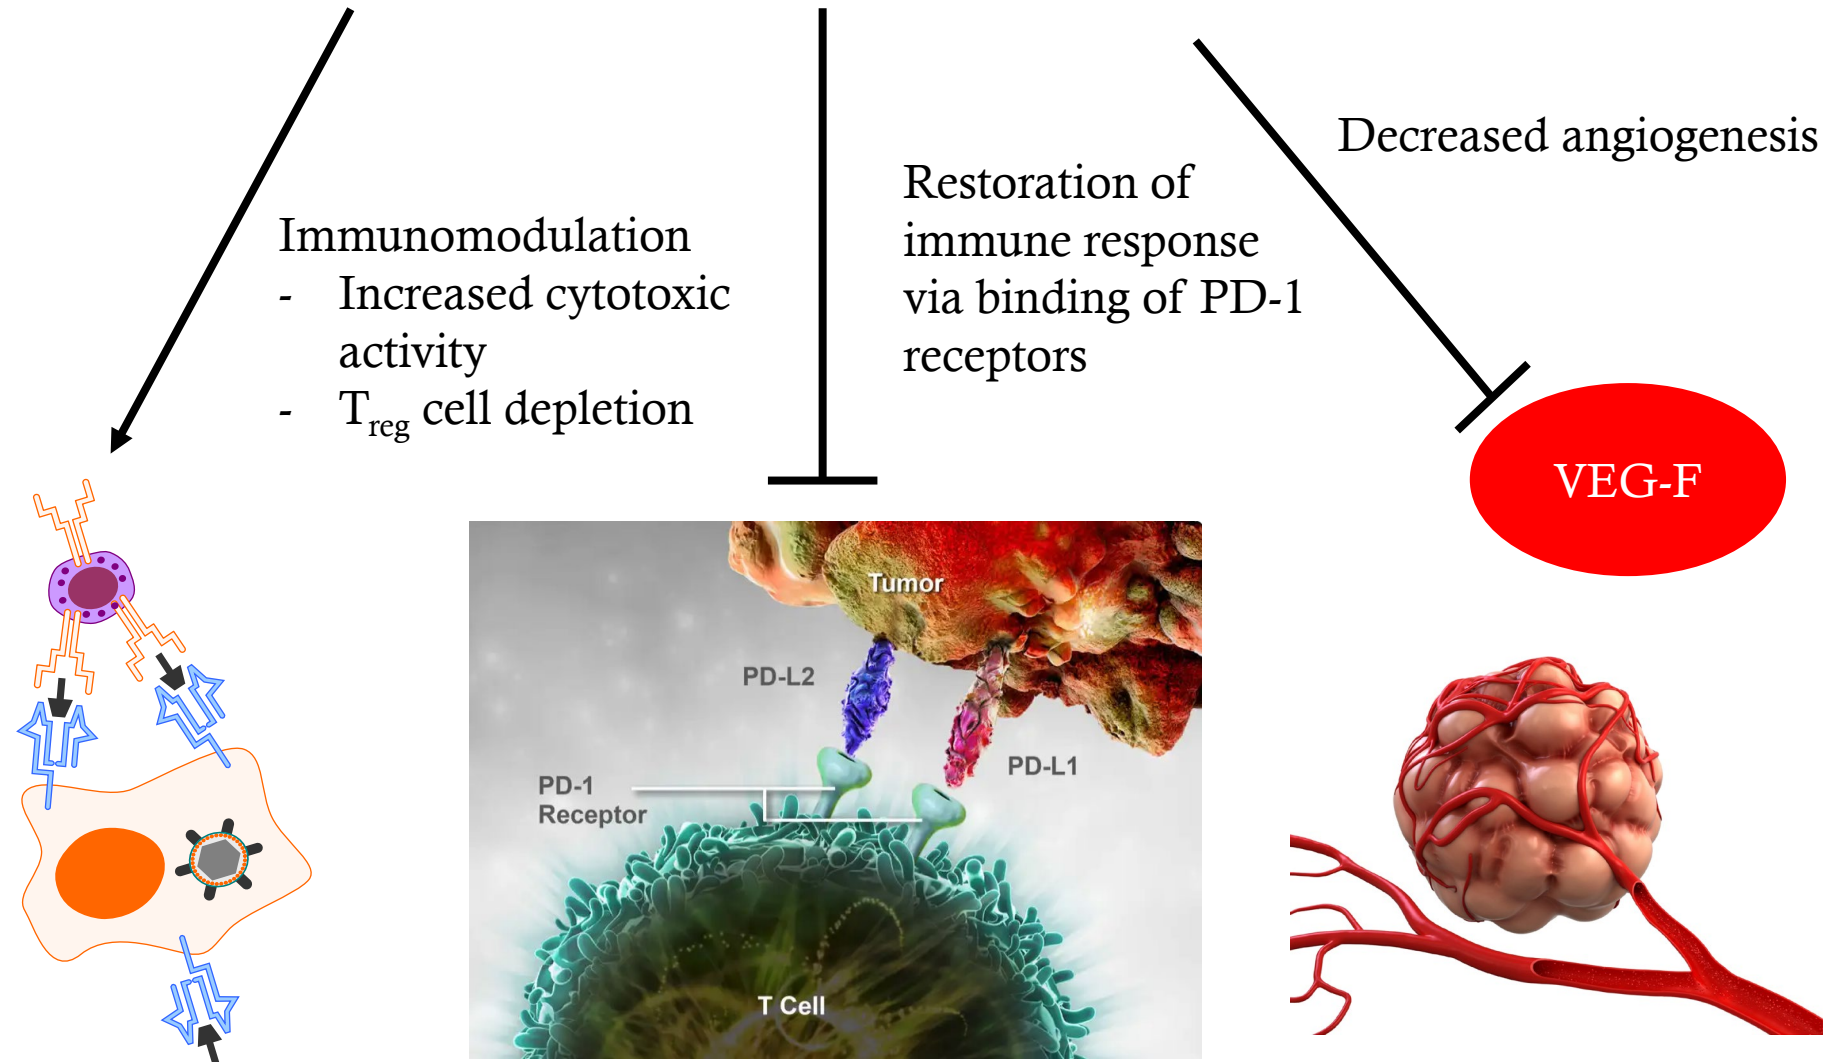 Immunomodulation
- Increased cytotoxic
activity
- Treg cell depletion
Restoration of
immune response
via binding of PD-1
receptors
Decreased angiogenesis
VEG-F
Tumor
PD-L2
PD-L1
PD-1
Receptor
T Cell